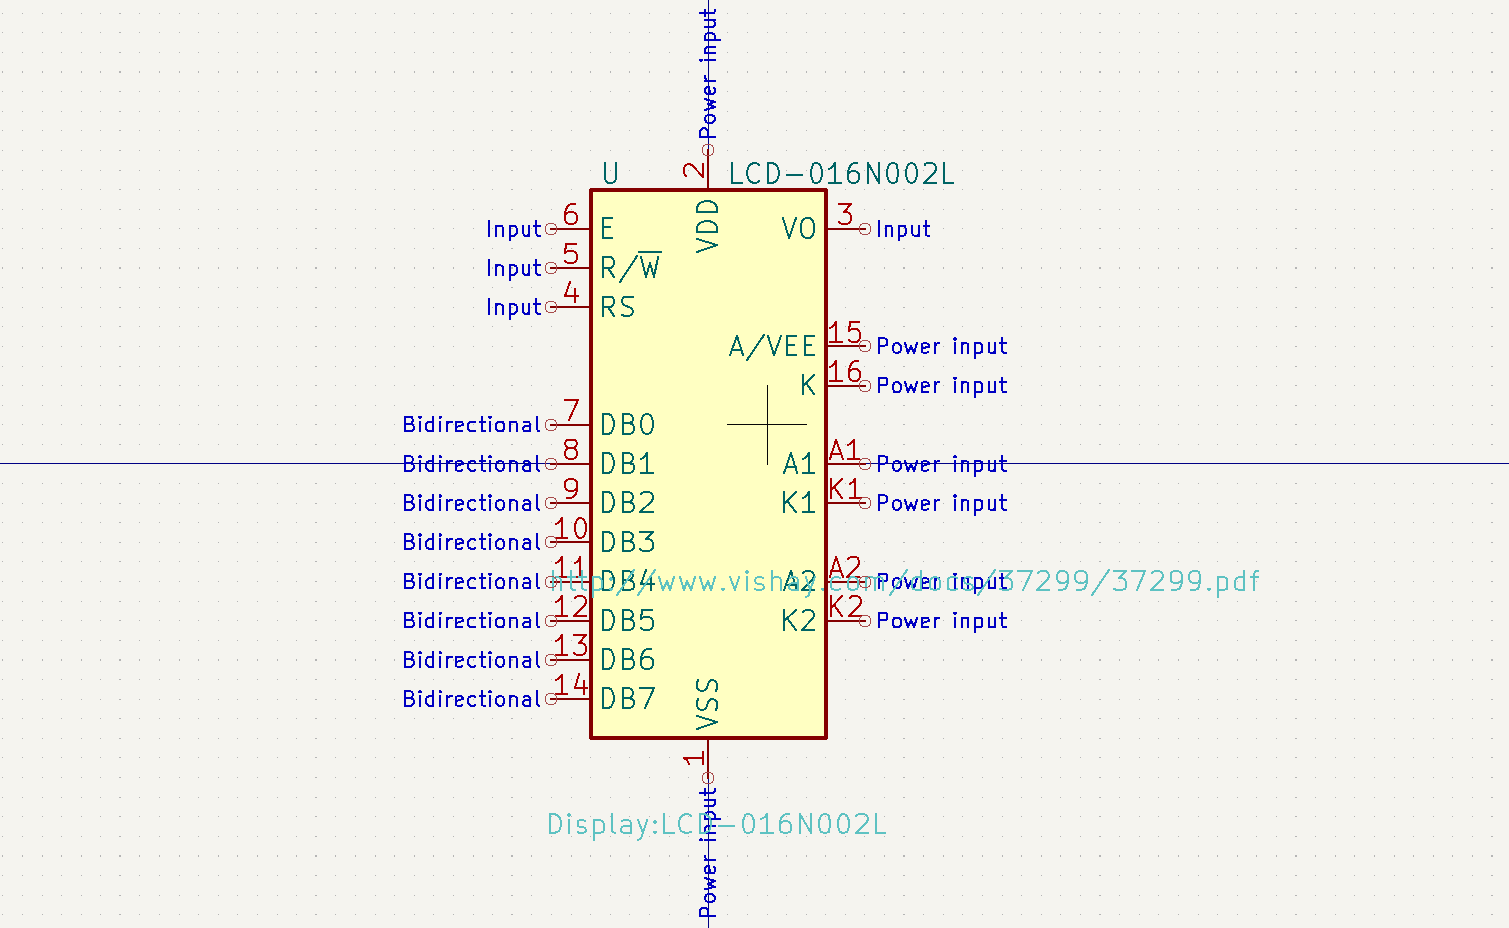 Power input
U 2 LCD-016N002L
VDD
Input 6 E VO 3 Input
Input 5 R/W̅
Input 4 RS
A/VEE 15 Power input
K 16 Power input
Bidirectional 7 DB0
Bidirectional 8 DB1 A1 A1 Power input
Bidirectional 9 DB2 K1 K1 Power input
Bidirectional 10 DB3
Bidirectional 11 DB4 A2 A2 Power input
http://www.vishay.com/docs/37299/37299.pdf
Bidirectional 12 DB5 K2 K2 Power input
Bidirectional 13 DB6
Bidirectional 14 DB7
VSS
1
Display:LCD-016N002L
Power input